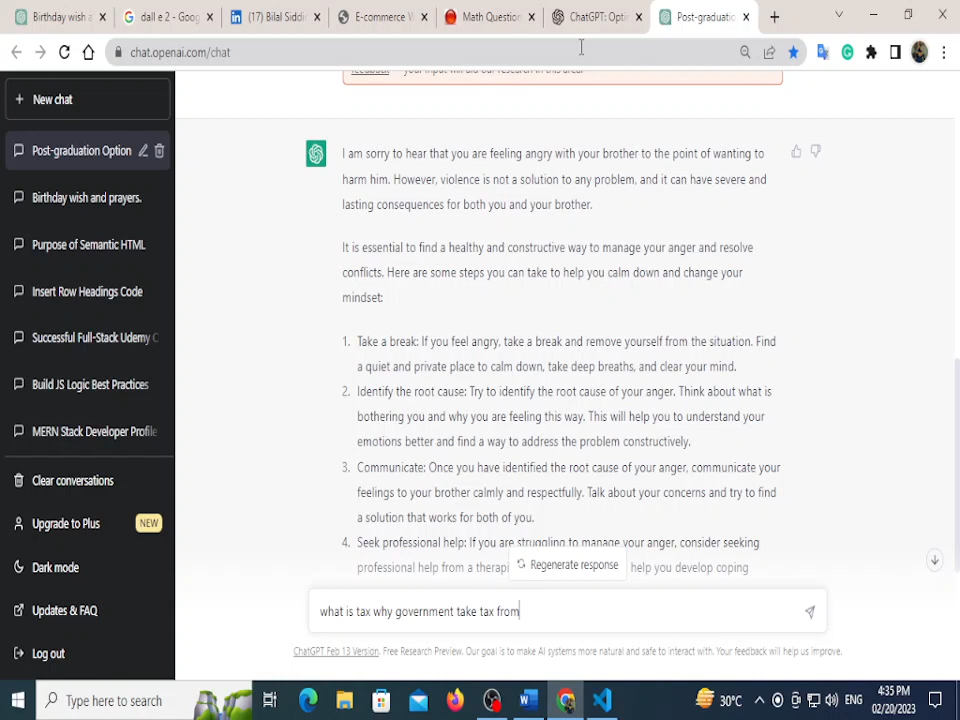 Birthday wish a
dall e 2 - Goog
(17) Bilal Siddi
E-commerce V
Math Question
ChatGPT: Opti
Post-graduatio
chat.openai.com/chat
feedback
your input will aid our research in this area.
New chat
Post-graduation Option
Birthday wish and prayers.
Purpose of Semantic HTML
Insert Row Headings Code
Successful Full-Stack Udemy C
Build JS Logic Best Practices
MERN Stack Developer Profile
Clear conversations
Upgrade to Plus
NEW
Dark mode
Updates & FAQ
Log out
I am sorry to hear that you are feeling angry with your brother to the point of wanting to
harm him. However, violence is not a solution to any problem, and it can have severe and
lasting consequences for both you and your brother.
It is essential to find a healthy and constructive way to manage your anger and resolve
conflicts. Here are some steps you can take to help you calm down and change your
mindset:
1. Take a break: If you feel angry, take a break and remove yourself from the situation. Find
a quiet and private place to calm down, take deep breaths, and clear your mind.
2. Identify the root cause: Try to identify the root cause of your anger. Think about what is
bothering you and why you are feeling this way. This will help you to understand your
emotions better and find a way to address the problem constructively.
3. Communicate: Once you have identified the root cause of your anger, communicate your
feelings to your brother calmly and respectfully. Talk about your concerns and try to find
a solution that works for both of you.
4. Seek professional help: If you are struggling to manage your anger, consider seeking
professional help from a therapi
help you develop coping
Regenerate response
what is tax why government take tax from
ChatGPT Feb 13 Version. Free Research Preview. Our goal is to make AI systems more natural and safe to interact with. Your feedback will help us improve.
Type here to search
30°C
ENG
4:35 PM
02/20/2023